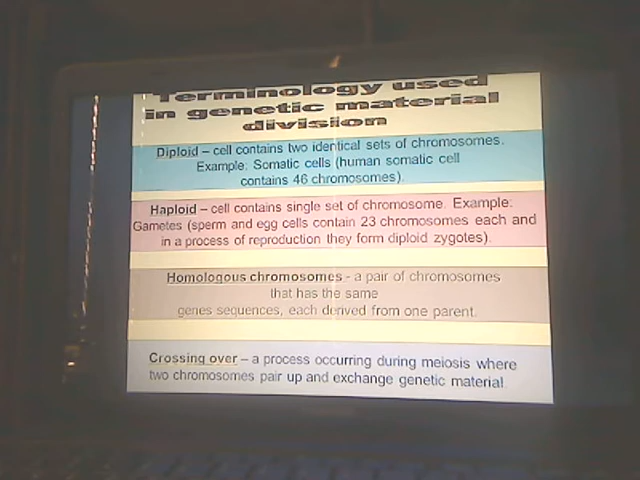 Terminology used
in genetic material
division
Diploid – cell contains two identical sets of chromosomes.
Example: Somatic cells (human somatic cell
contains 46 chromosomes).
Haploid – cell contains single set of chromosome. Example:
Gametes (sperm and egg cells contain 23 chromosomes each and
in a process of reproduction they form diploid zygotes).
Homologous chromosomes - a pair of chromosomes
that has the same
genes sequences, each derived from one parent.
Crossing over – a process occurring during meiosis where
two chromosomes pair up and exchange genetic material.